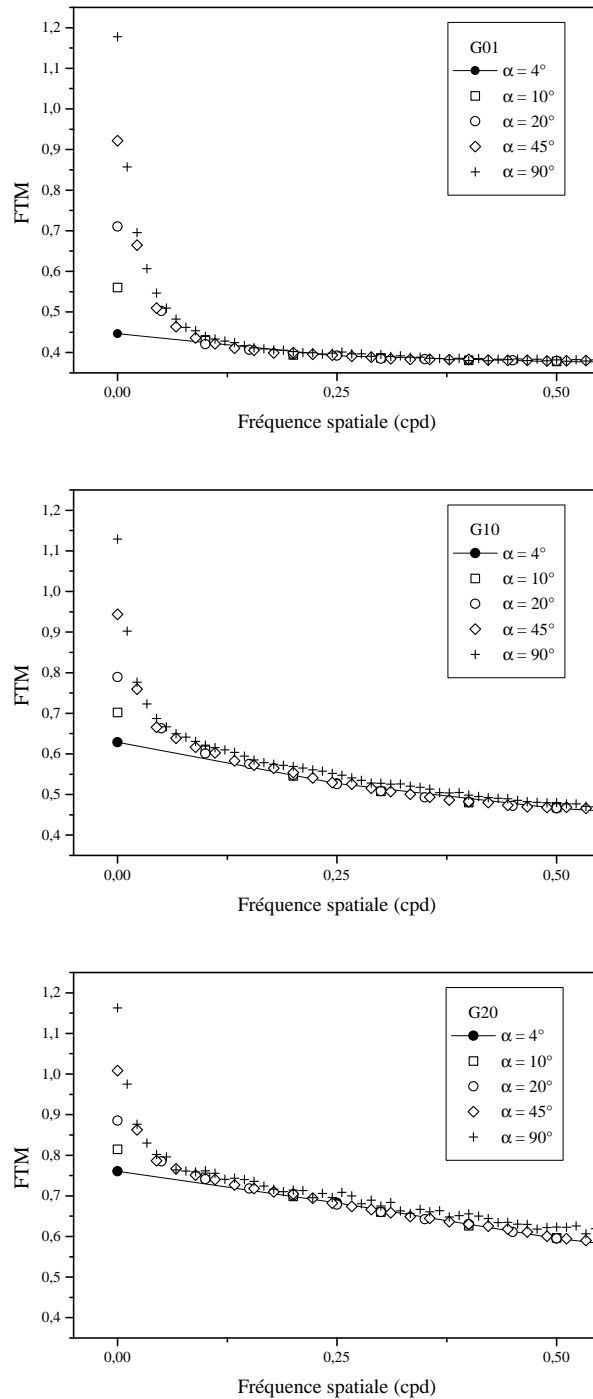 1,2
1,1
1,0
0,9
0,8
0,7
0,6
0,5
0,4
FTM
0,00
0,25
0,50
Fréquence spatiale (cpd)
G01
α = 4°
α = 10°
α = 20°
α = 45°
α = 90°
1,2
1,1
1,0
0,9
0,8
0,7
0,6
0,5
0,4
FTM
0,00
0,25
0,50
Fréquence spatiale (cpd)
G10
α = 4°
α = 10°
α = 20°
α = 45°
α = 90°
1,2
1,1
1,0
0,9
0,8
0,7
0,6
0,5
0,4
FTM
0,00
0,25
0,50
Fréquence spatiale (cpd)
G20
α = 4°
α = 10°
α = 20°
α = 45°
α = 90°